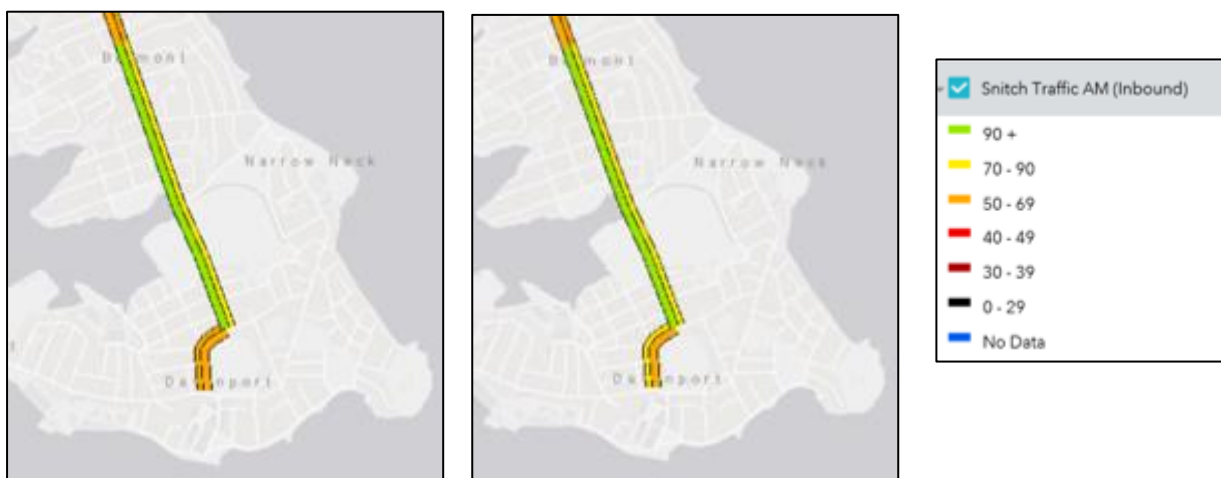 Belmont
Narrow Neck
Devonport
Belmont
Narrow Neck
Devonport
Snitch Traffic AM (Inbound)
90 +
70 - 90
50 - 69
40 - 49
30 - 39
0 - 29
No Data